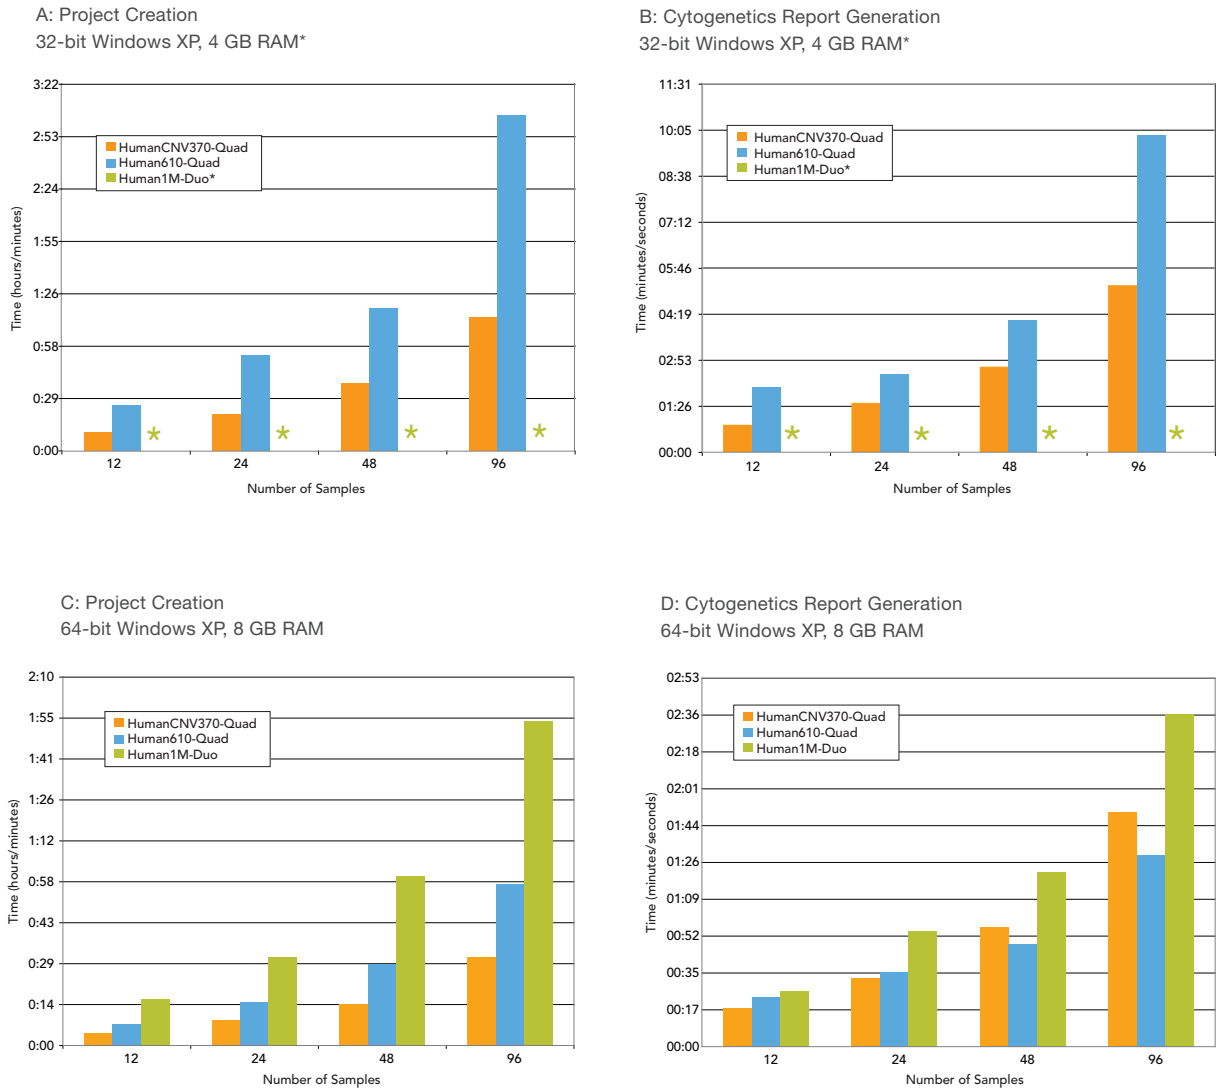 A: Project Creation
32-bit Windows XP, 4 GB RAM*
3:22
2:53
2:24
1:55
1:26
0:58
0:29
0:00
Time (hours/minutes)
HumanCNV370-Quad
Human610-Quad
Human1M-Duo*
*
*
*
*
12
24
48
96
Number of Samples
B: Cytogenetics Report Generation
32-bit Windows XP, 4 GB RAM*
11:31
10:05
08:38
07:12
05:46
04:19
02:53
01:26
00:00
Time (minutes/seconds)
HumanCNV370-Quad
Human610-Quad
Human1M-Duo*
*
*
*
*
12
24
48
96
Number of Samples
C: Project Creation
64-bit Windows XP, 8 GB RAM
2:10
1:55
1:41
1:26
1:12
0:58
0:43
0:29
0:14
0:00
Time (hours/minutes)
HumanCNV370-Quad
Human610-Quad
Human1M-Duo
12
24
48
96
Number of Samples
D: Cytogenetics Report Generation
64-bit Windows XP, 8 GB RAM
02:53
02:36
02:18
02:01
01:44
01:26
01:09
00:52
00:35
00:17
00:00
Time (minutes/seconds)
HumanCNV370-Quad
Human610-Quad
Human1M-Duo
12
24
48
96
Number of Samples